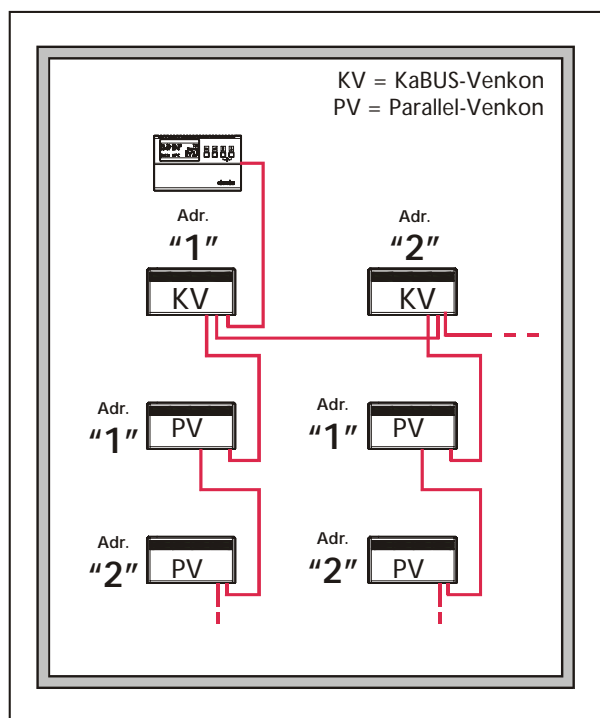 KV = KaBUS-Venkon
PV = Parallel-Venkon
Adr.
“1”
Adr.
“2”
KV
KV
Adr.
“1”
PV
Adr.
“1”
PV
Adr.
“2”
PV
Adr.
“2”
PV